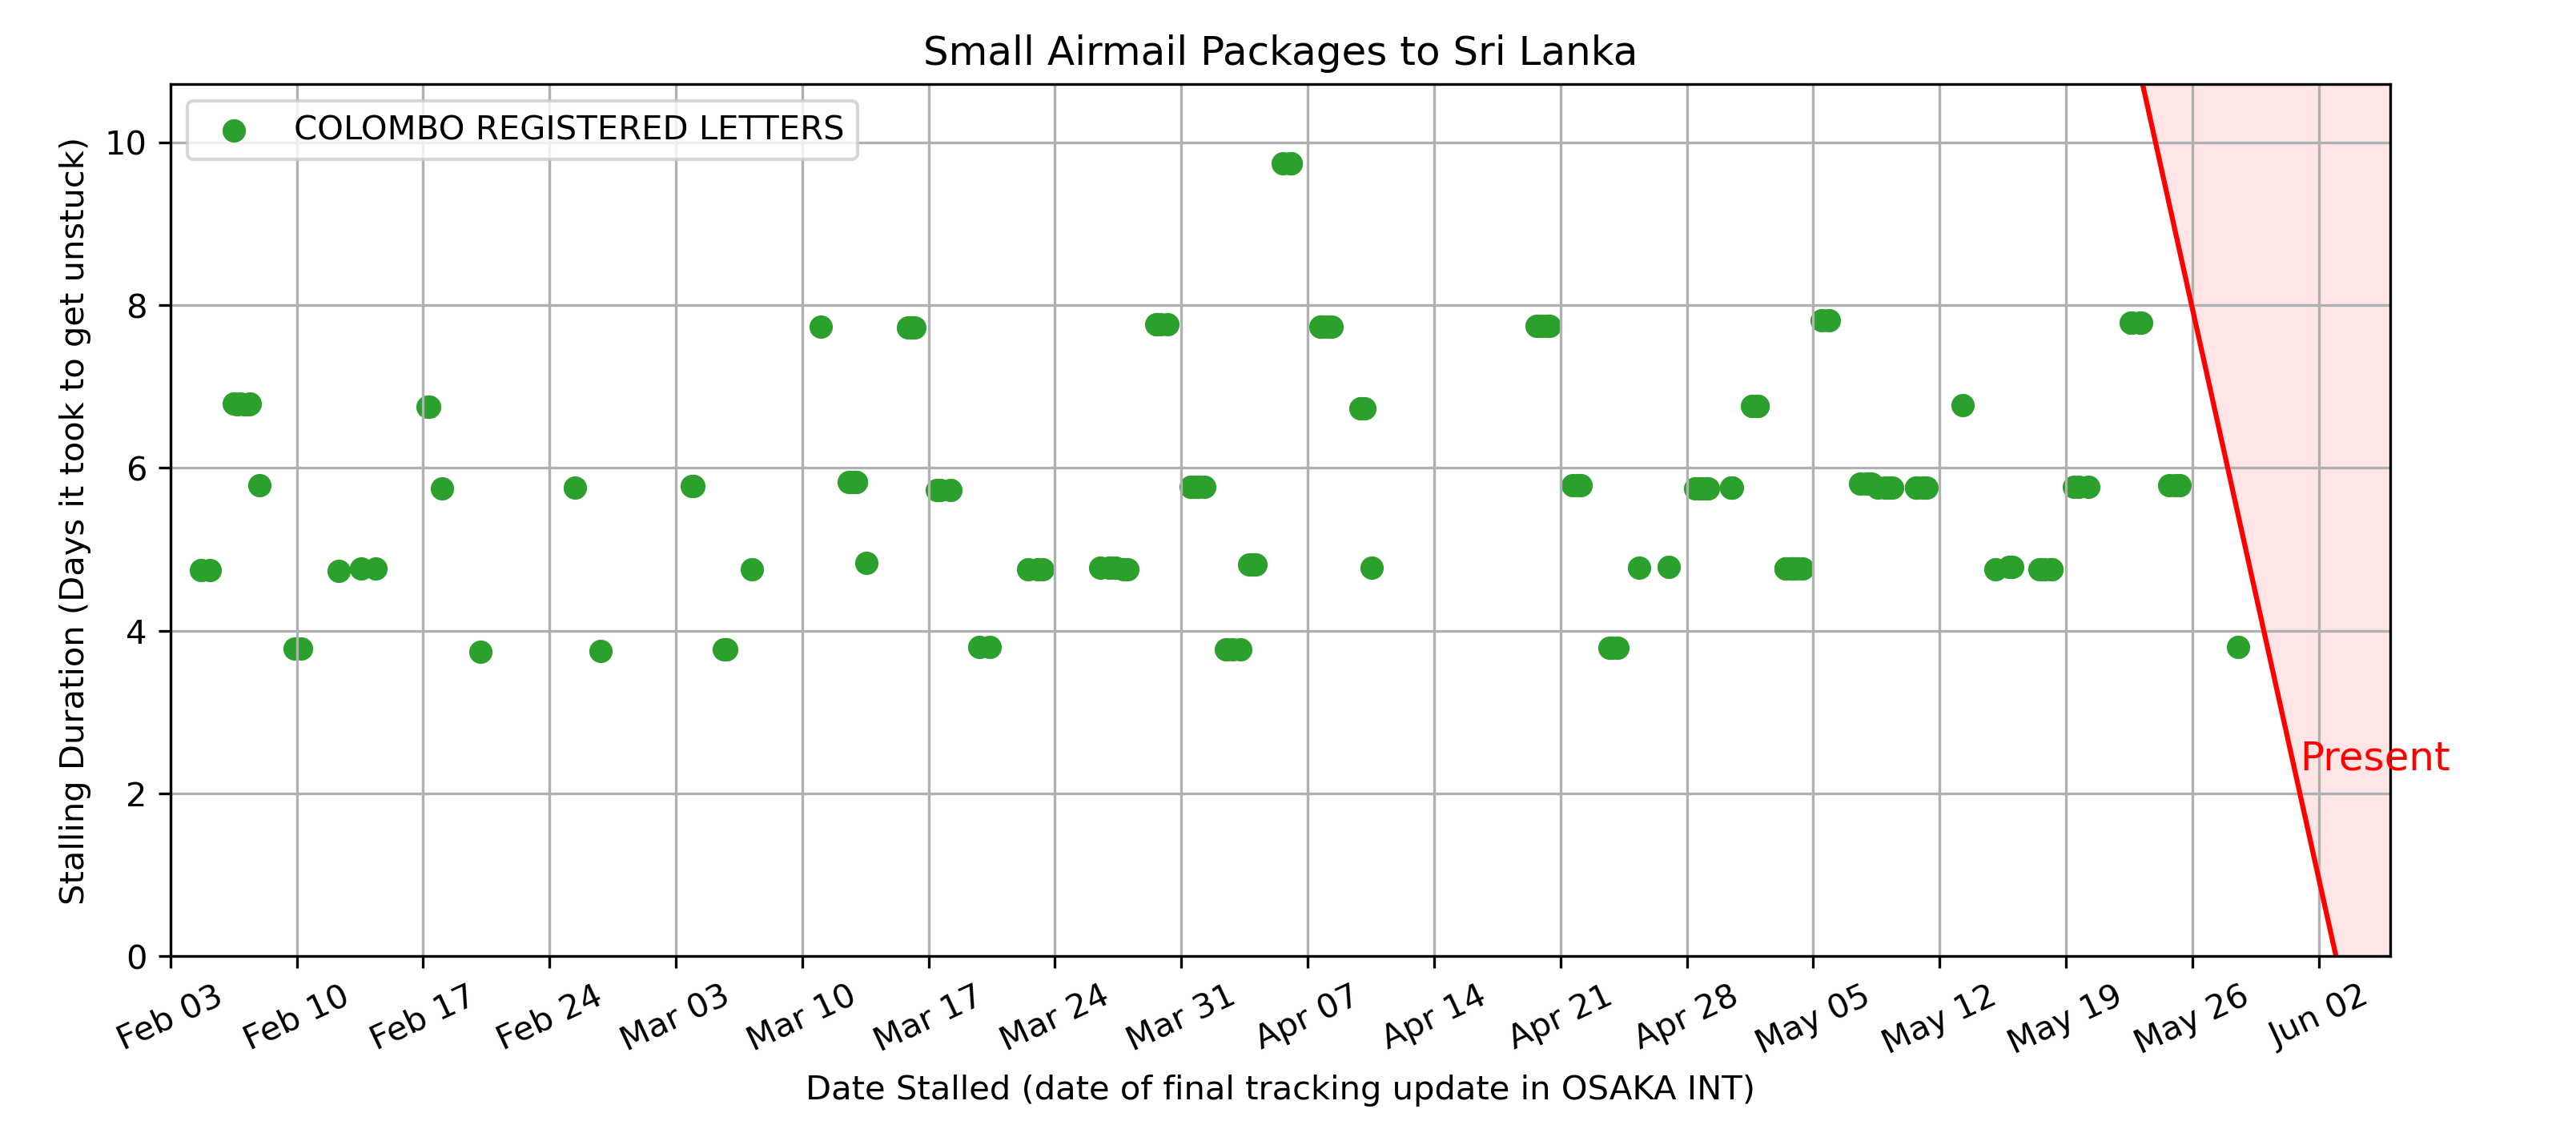 Small Airmail Packages to Sri Lanka
COLOMBO REGISTERED LETTERS
Stalling Duration (Days it took to get unstuck)
10
8
6
4
2
0
Present
Feb 03
Feb 10
Feb 17
Feb 24
Mar 03
Mar 10
Mar 17
Mar 24
Mar 31
Apr 07
Apr 14
Apr 21
Apr 28
May 05
May 12
May 19
May 26
Jun 02
Date Stalled (date of final tracking update in OSAKA INT)